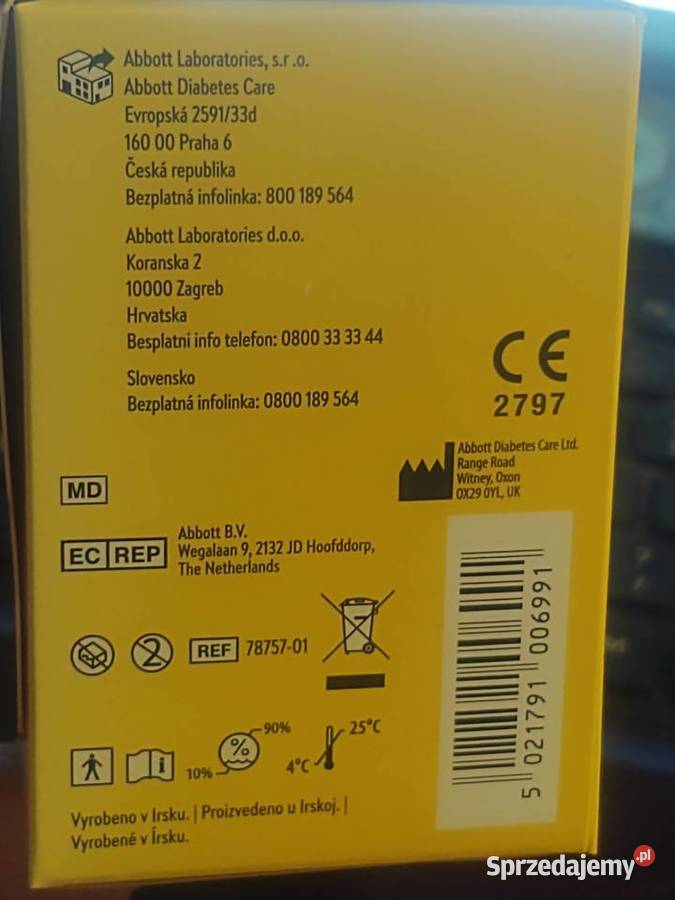 Abbott Laboratories, s.r.o.
Abbott Diabetes Care
Evropská 2591/33d
160 00 Praha 6
Česká republika
Bezplatná infolinka: 800 189 564
Abbott Laboratories d.o.o.
Koranska 2
10000 Zagreb
Hrvatska
Besplatni info telefon: 0800 33 33 44
Slovensko
Bezplatná infolinka: 0800 189 564
CE
2797
Abbott Diabetes Care Ltd.
Range Road
Witney, Oxon
OX29 0YL, UK
MD
EC REP
Abbott B.V.
Wegalaan 9, 2132 JD Hoofddorp,
The Netherlands
2
REF 78757-01
10% % 90%
4°C 25°C
i
5 021791 006991
Vyrobeno v Irsku. | Proizvedeno u Irskoj. |
Vyrobené v Írsku.
Sprzedajemy.pl